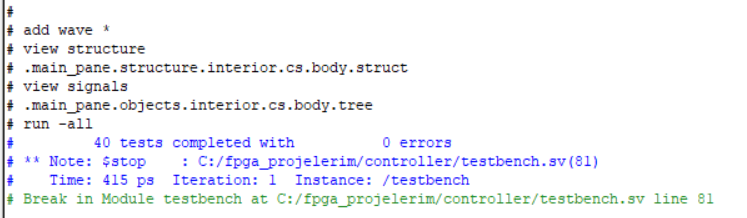 #
# add wave *
# view structure
# .main_pane.structure.interior.cs.body.struct
# view signals
# .main_pane.objects.interior.cs.body.tree
# run -all
#         40 tests completed with          0 errors
# ** Note: $stop    : C:/fpga_projelerim/controller/testbench.sv(81)
#    Time: 415 ps  Iteration: 1  Instance: /testbench
# Break in Module testbench at C:/fpga_projelerim/controller/testbench.sv line 81